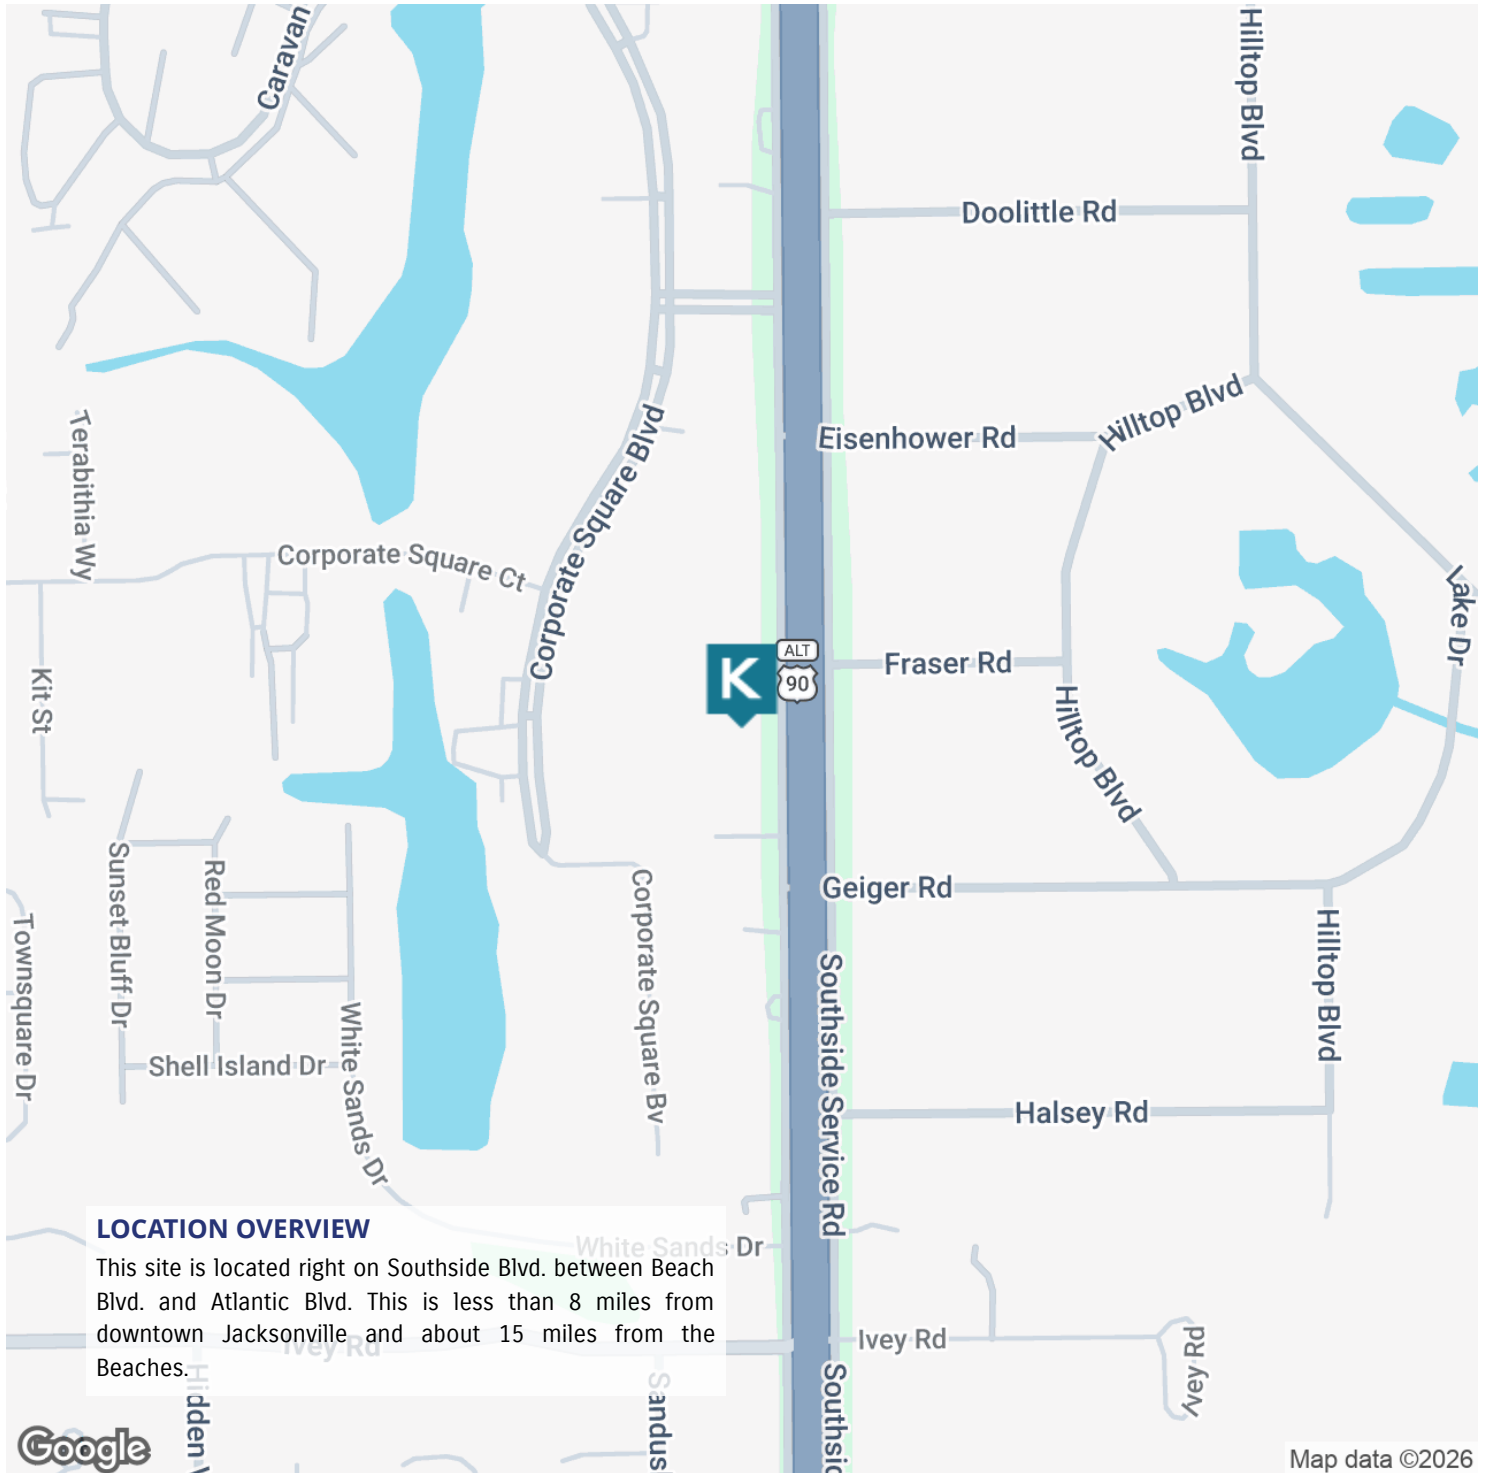 Caravan
Hilltop Blvd
Doolittle Rd
Hilltop Blvd
Eisenhower Rd
Corporate Square Blvd
Terabithia Wy
Corporate Square Ct
Lake Dr
ALT
K
90
Fraser Rd
Kit St
Hilltop Blvd
Sunset Bluff Dr
Red Moon Dr
Corporate Square Bv
Geiger Rd
Townsquare Dr
Hilltop Blvd
Southside Service Rd
White Sands Dr
Shell Island Dr
Halsey Rd
White Sands Dr
LOCATION OVERVIEW
This site is located right on Southside Blvd. between Beach
Blvd. and Atlantic Blvd. This is less than 8 miles from
downtown Jacksonville and about 15 miles from the
Beaches.
Ivey Rd
Ivey Rd
Ivey Rd
Hidden
Google
Map data ©2026